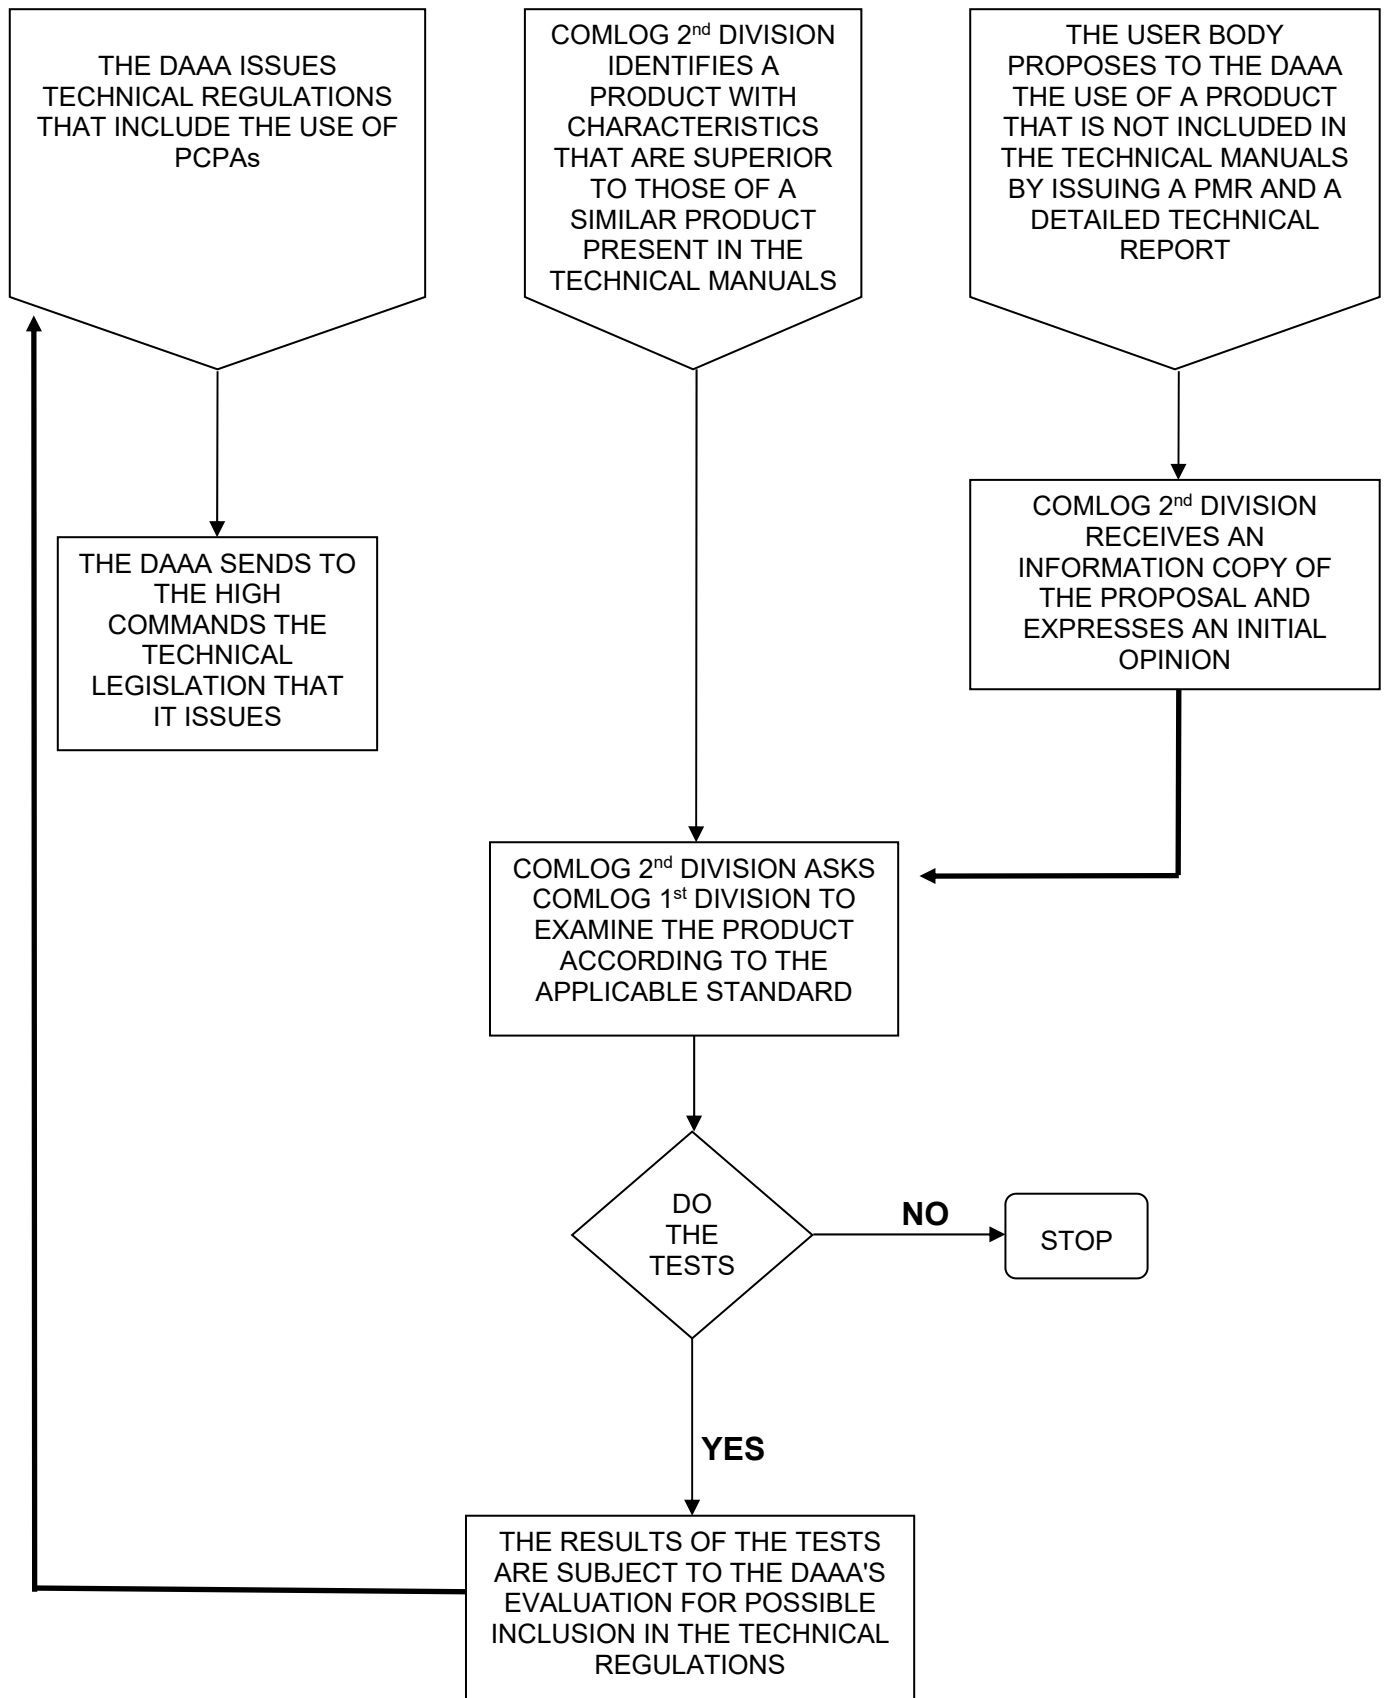 THE DAAA ISSUES
TECHNICAL REGULATIONS
THAT INCLUDE THE USE OF
PCPAs
COMLOG 2nd DIVISION
IDENTIFIES A
PRODUCT WITH
CHARACTERISTICS
THAT ARE SUPERIOR
TO THOSE OF A
SIMILAR PRODUCT
PRESENT IN THE
TECHNICAL MANUALS
THE USER BODY
PROPOSES TO THE DAAA
THE USE OF A PRODUCT
THAT IS NOT INCLUDED IN
THE TECHNICAL MANUALS
BY ISSUING A PMR AND A
DETAILED TECHNICAL
REPORT
THE DAAA SENDS TO
THE HIGH
COMMANDS THE
TECHNICAL
LEGISLATION THAT
IT ISSUES
COMLOG 2nd DIVISION
RECEIVES AN
INFORMATION COPY OF
THE PROPOSAL AND
EXPRESSES AN INITIAL
OPINION
COMLOG 2nd DIVISION ASKS
COMLOG 1st DIVISION TO
EXAMINE THE PRODUCT
ACCORDING TO THE
APPLICABLE STANDARD
DO
THE
TESTS
NO
STOP
YES
THE RESULTS OF THE TESTS
ARE SUBJECT TO THE DAAA'S
EVALUATION FOR POSSIBLE
INCLUSION IN THE TECHNICAL
REGULATIONS